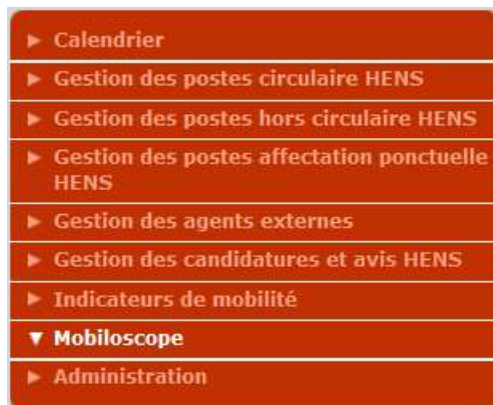 Calendrier
Gestion des postes circulaire HENS
Gestion des postes hors circulaire HENS
Gestion des postes affectation ponctuelle
HENS
Gestion des agents externes
Gestion des candidatures et avis HENS
Indicateurs de mobilité
Mobiloscope
Administration